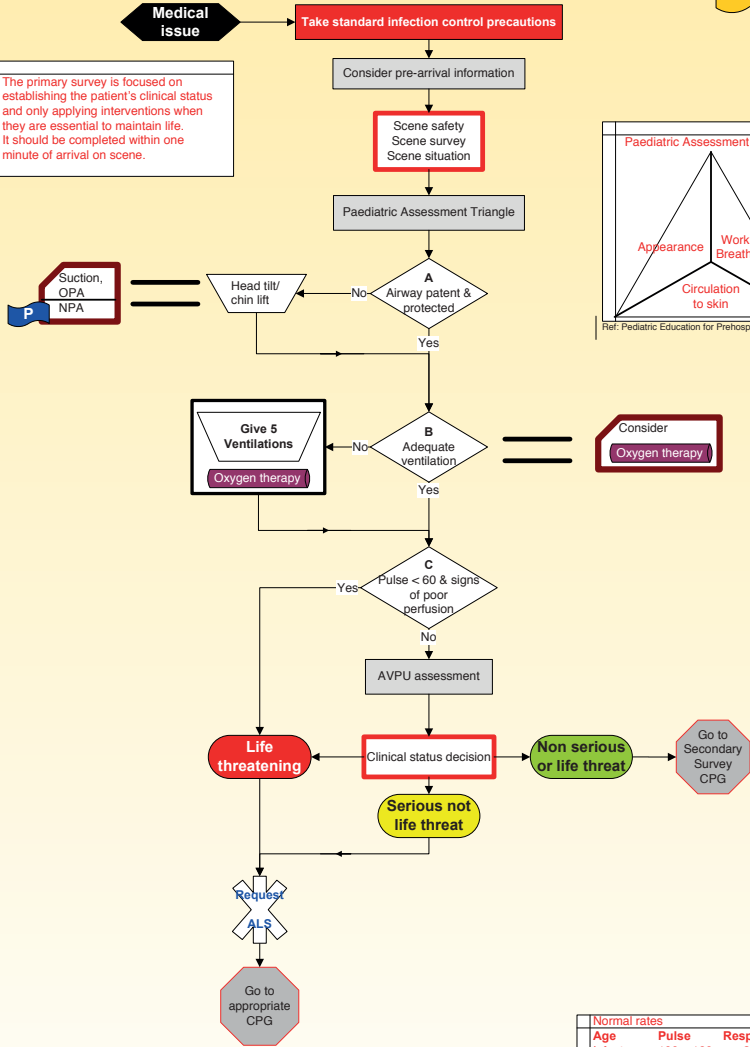 Medical
issue
Take standard infection control precautions
Consider pre-arrival information
The primary survey is focused on
establishing the patient's clinical status
and only applying interventions when
they are essential to maintain life.
It should be completed within one
minute of arrival on scene.
Scene safety
Scene survey
Scene situation
Paediatric Assessment
Appearance
Work
Breath
Circulation
to skin
Ref: Pediatric Education for Prehosp
Paediatric Assessment Triangle
A
Airway patent &
protected
No
Head tilt/
chin lift
Suction,
OPA
NPA
P
Yes
B
Adequate
ventilation
No
Give 5
Ventilations
Oxygen therapy
Consider
Oxygen therapy
Yes
C
Pulse < 60 & signs
of poor
perfusion
Yes
No
AVPU assessment
Life
threatening
Clinical status decision
Non serious
or life threat
Go to
Secondary
Survey
CPG
Serious not
life threat
Request
ALS
Go to
appropriate
CPG
Normal rates
Age Pulse Resp